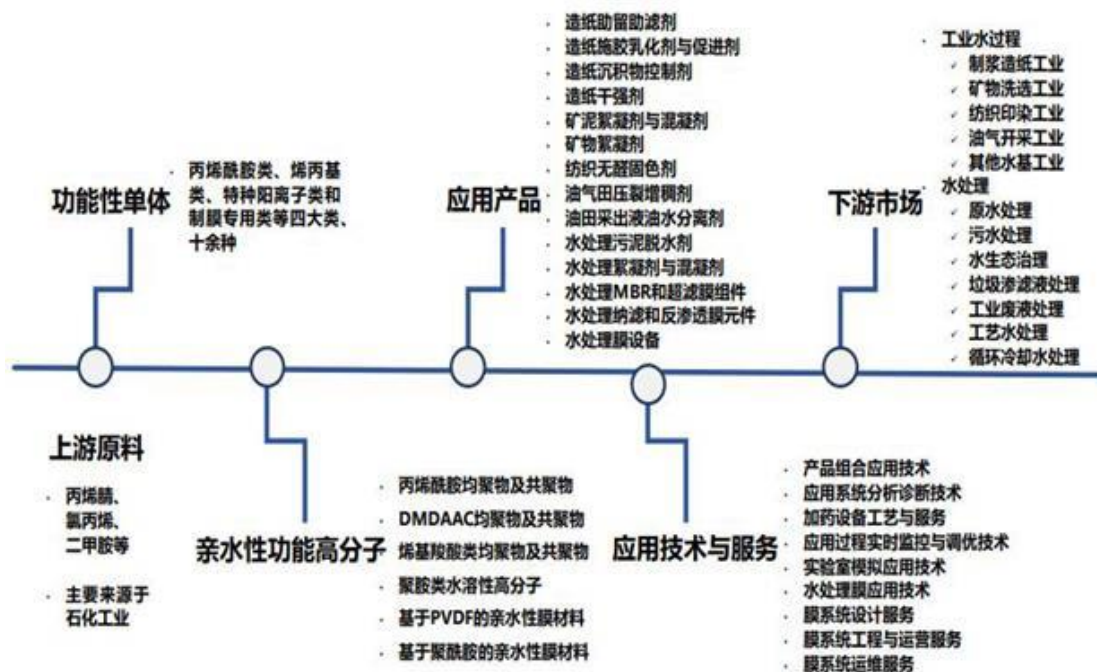 功能性单体
丙烯酰胺类、烯丙基
类、特种阳离子类和
制膜专用类等四大类、
十余种
应用产品
造纸助留助滤剂
造纸施胶乳化剂与促进剂
造纸沉积物控制剂
造纸干强剂
矿泥絮凝剂与混凝剂
矿物絮凝剂
纺织无醛固色剂
油气田压裂增稠剂
油田采出液油水分离剂
水处理污泥脱水剂
水处理絮凝剂与混凝剂
水处理MBR和超滤膜组件
水处理纳滤和反渗透膜元件
水处理膜设备
下游市场
工业水过程
制浆造纸工业
矿物洗选工业
纺织印染工业
油气开采工业
其他水基工业
水处理
原水处理
污水处理
水生态治理
垃圾渗滤液处理
工业废液处理
工艺水处理
循环冷却水处理
上游原料
丙烯腈、
氯丙烯、
二甲胺等
主要来源于
石化工业
亲水性功能高分子
丙烯酰胺均聚物及共聚物
DMDAAC均聚物及共聚物
烯基羧酸类均聚物及共聚物
聚胺类水溶性高分子
基于PVDF的亲水性膜材料
基于聚酰胺的亲水性膜材料
应用技术与服务
产品组合应用技术
应用系统分析诊断技术
加药设备工艺与服务
应用过程实时监控与调优技术
实验室模拟应用技术
水处理膜应用技术
膜系统设计服务
膜系统工程与运营服务
膜系统运维服务